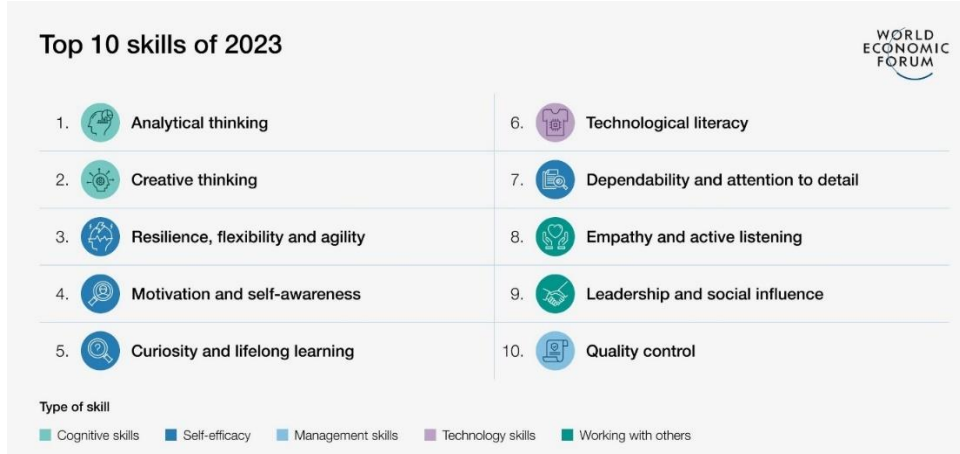 Top 10 skills of 2023
WORLD
ECONOMIC
FORUM
1. Analytical thinking
2. Creative thinking
3. Resilience, flexibility and agility
4. Motivation and self-awareness
5. Curiosity and lifelong learning
6. Technological literacy
7. Dependability and attention to detail
8. Empathy and active listening
9. Leadership and social influence
10. Quality control
Type of skill
Cognitive skills Self-efficacy Management skills Technology skills Working with others